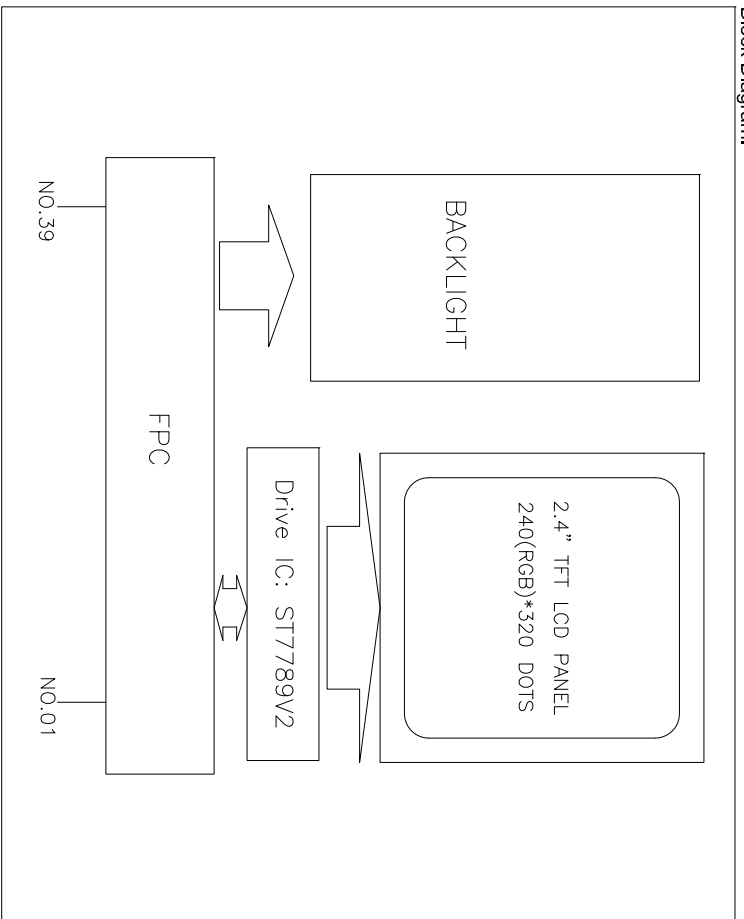 Block Diagram
BACKLIGHT
2.4” TFT LCD PANEL
240(RGB)*320 DOTS
Drive IC: ST7789V2
FPC
NO.39
NO.01